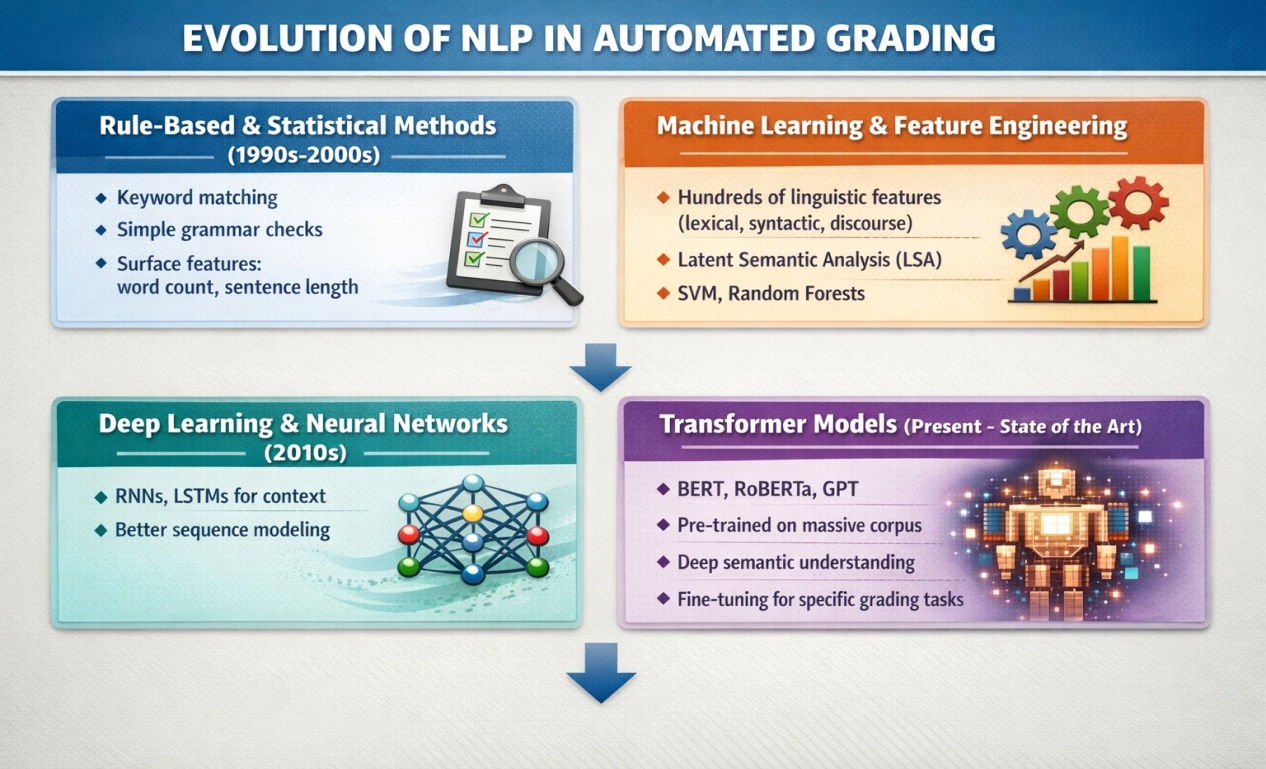 EVOLUTION OF NLP IN AUTOMATED GRADING
Rule-Based & Statistical Methods
(1990s-2000s)
Keyword matching
Simple grammar checks
Surface features:
word count, sentence length
Machine Learning & Feature Engineering
Hundreds of linguistic features
(lexical, syntactic, discourse)
Latent Semantic Analysis (LSA)
SVM, Random Forests
Deep Learning & Neural Networks
(2010s)
RNNs, LSTMs for context
Better sequence modeling
Transformer Models (Present – State of the Art)
BERT, RoBERTa, GPT
Pre-trained on massive corpus
Deep semantic understanding
Fine-tuning for specific grading tasks